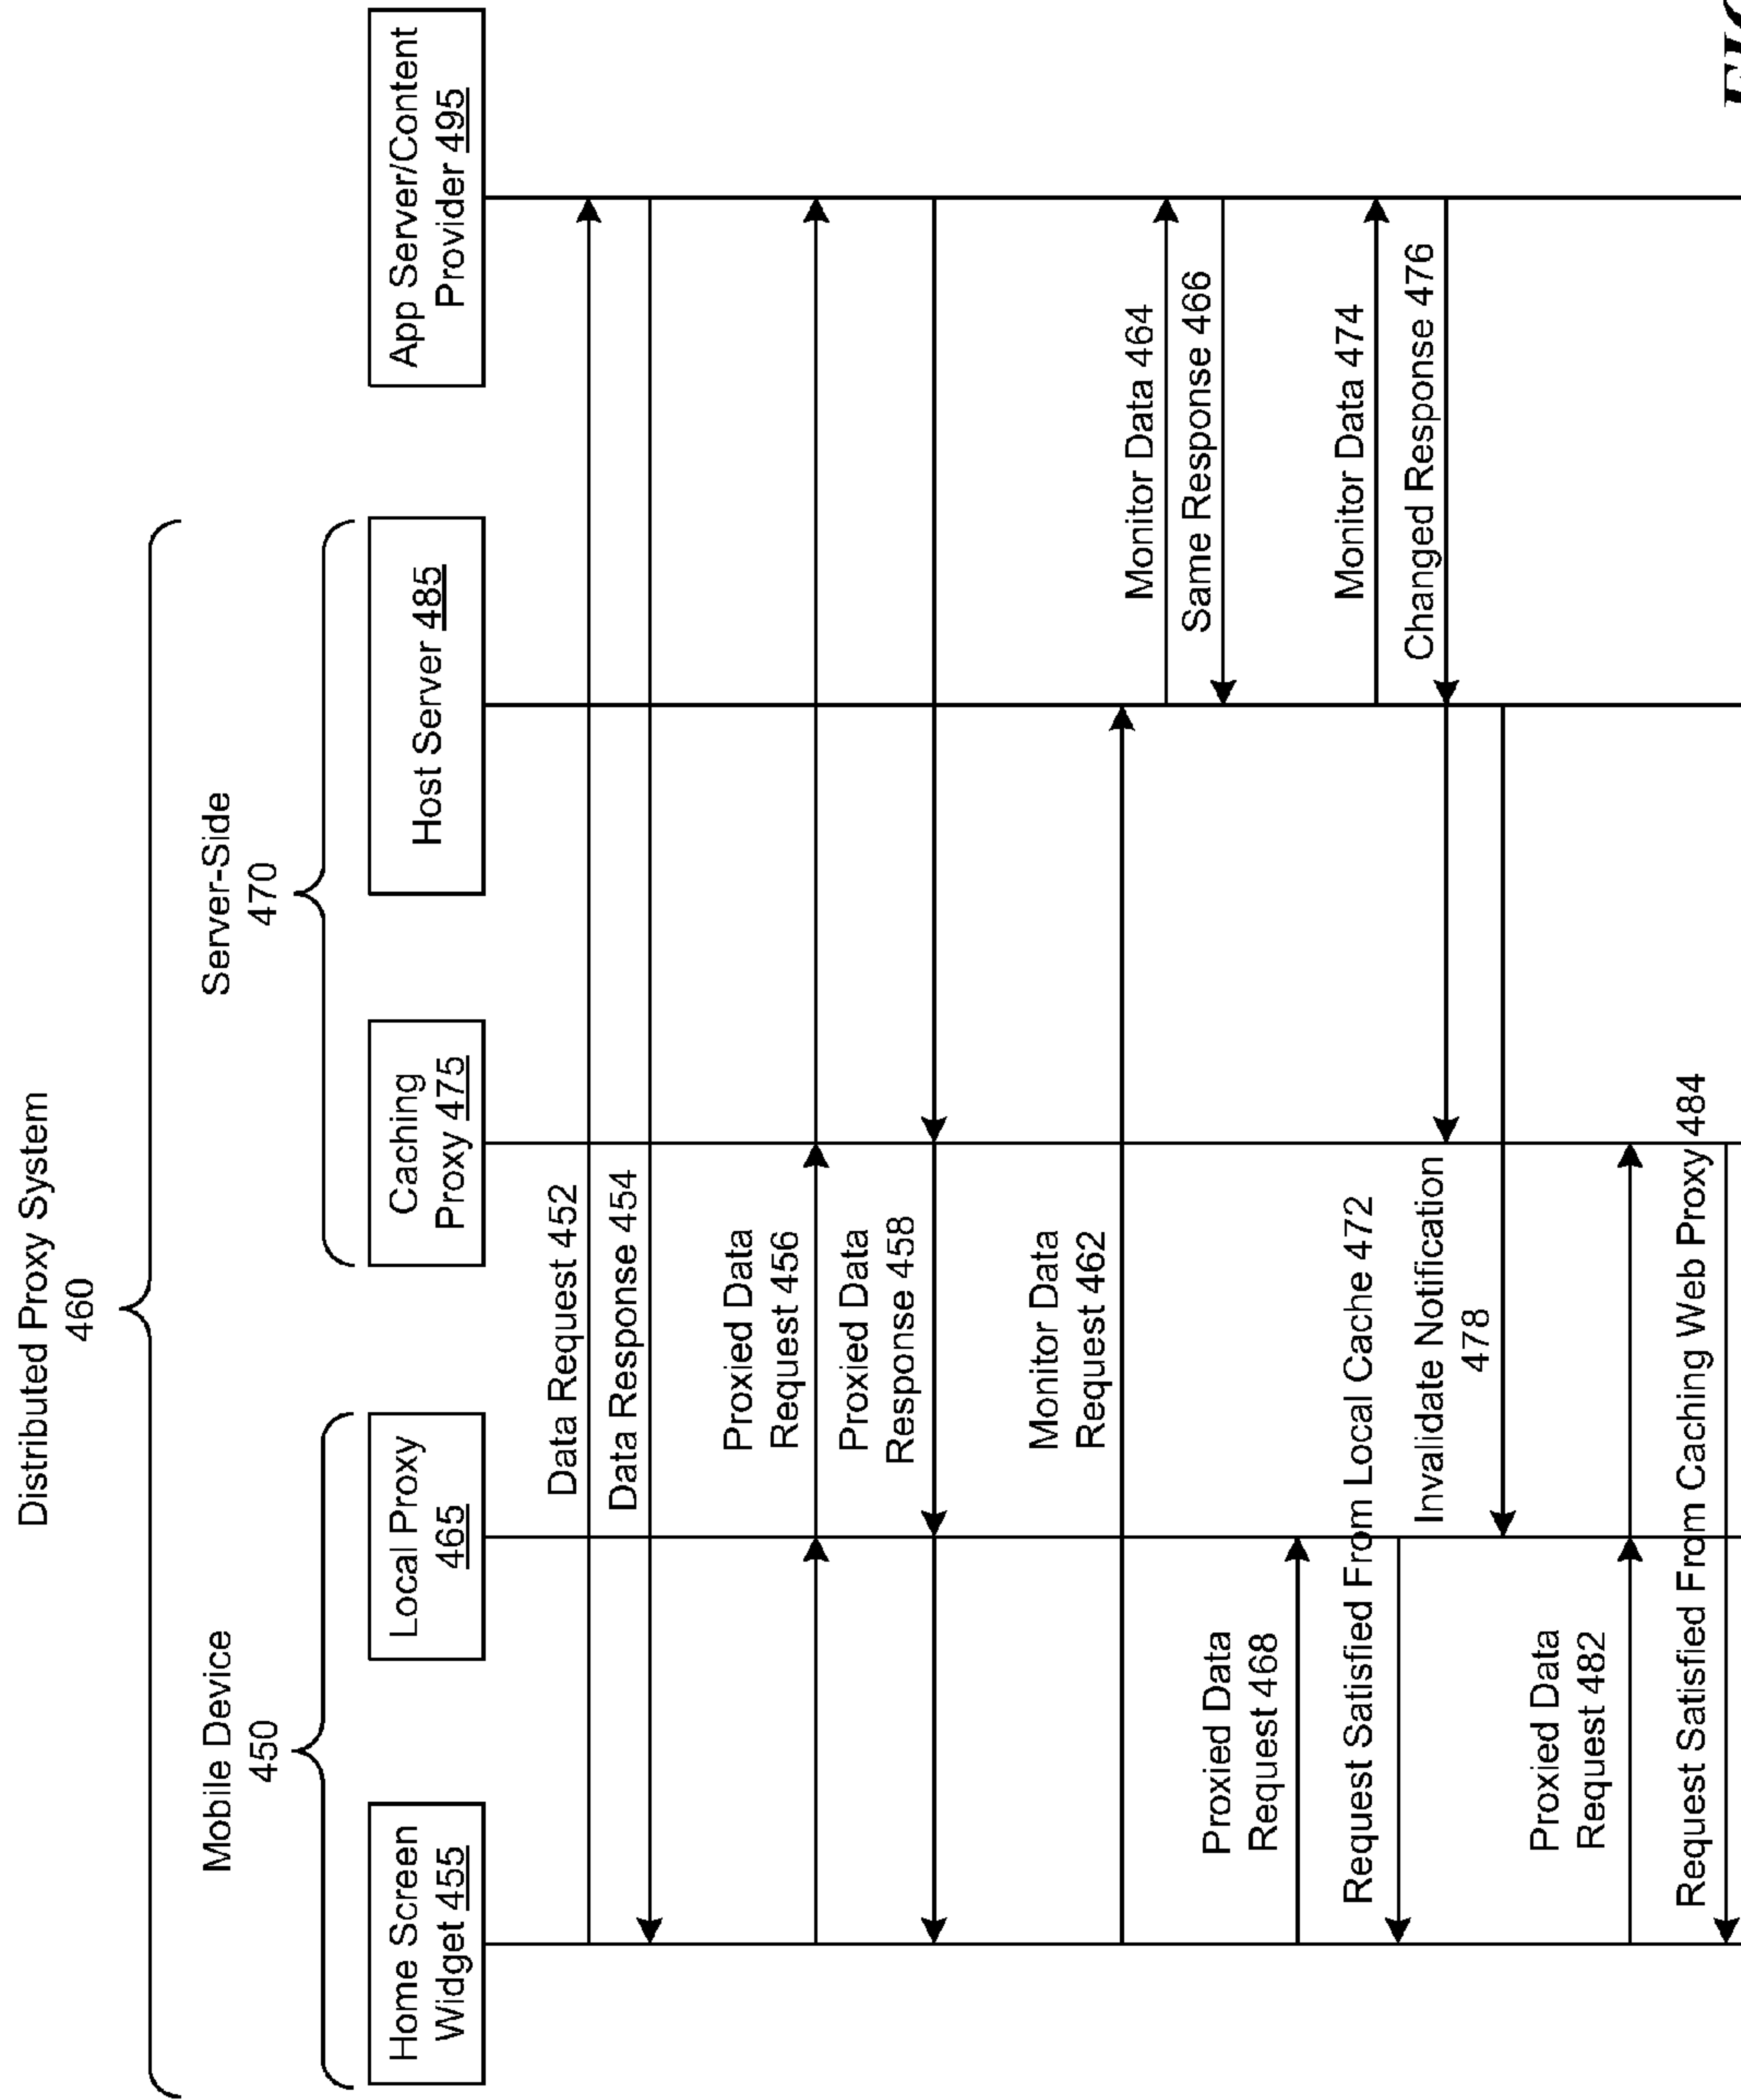 Distributed Proxy System
460
Mobile Device
450
Server-Side
470
Home Screen
Widget 455
Local Proxy
465
Caching
Proxy 475
Host Server 485
App Server/Content
Provider 495
Data Request 452
Data Response 454
Proxied Data
Request 456
Proxied Data
Response 458
Monitor Data
Request 462
Monitor Data 464
Same Response 466
Proxied Data
Request 468
Request Satisfied From Local Cache 472
Monitor Data 474
Changed Response 476
Invalidate Notification
478
Proxied Data
Request 482
Request Satisfied From Caching Web Proxy 484